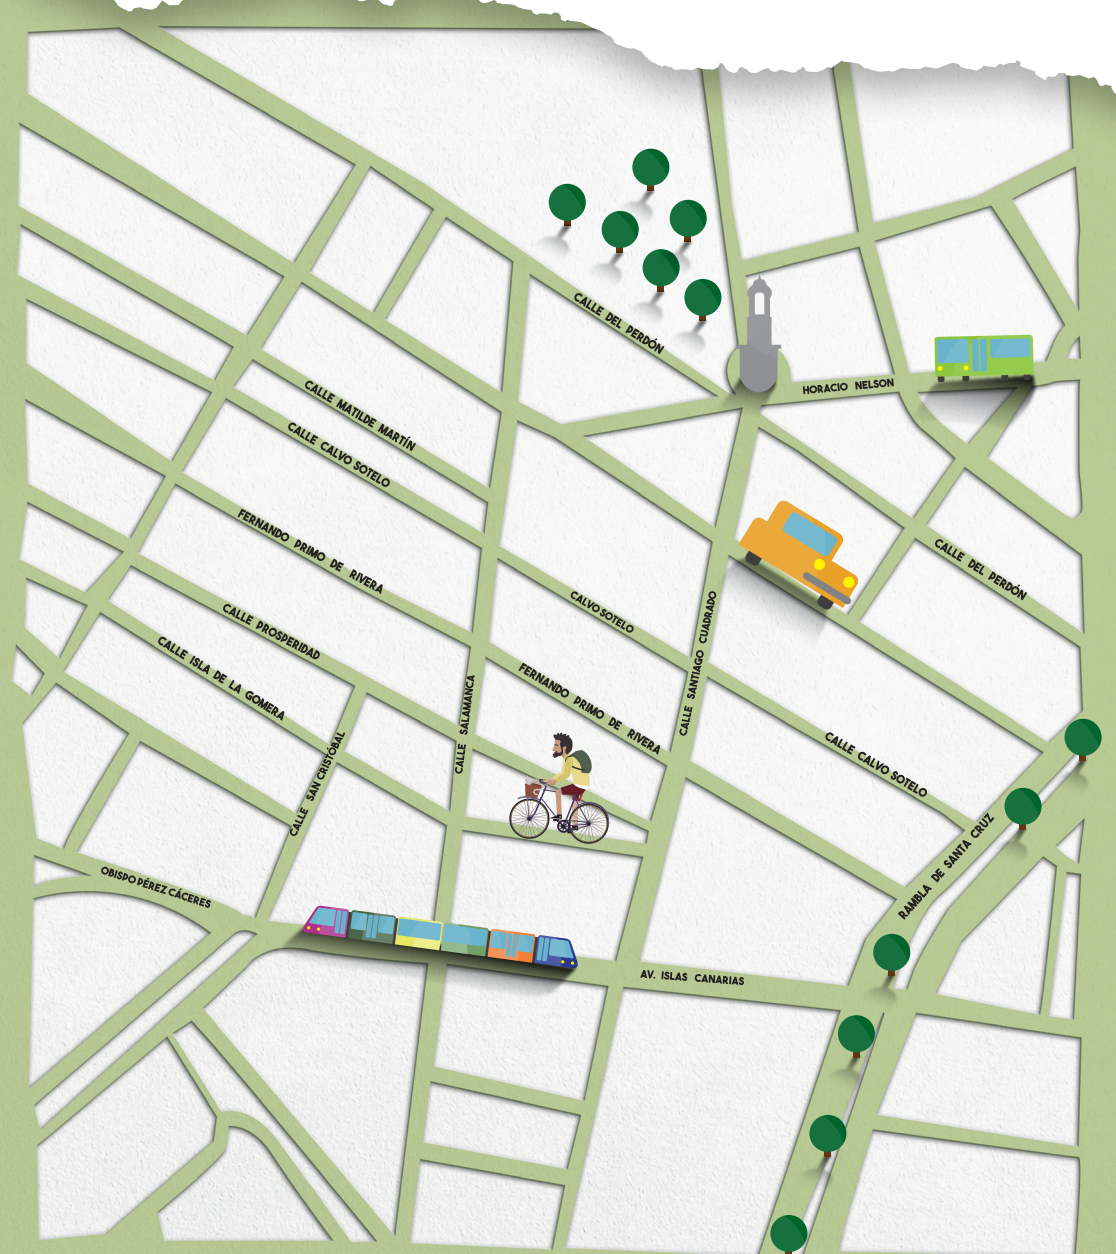 CALLE DEL PERDÓN
HORACIO NELSON
CALLE MATILDE MARTÍN
CALLE CALVO SOTELO
FERNANDO PRIMO DE RIVERA
CALLE DEL PERDÓN
CALVO SOTELO
CALLE PROSPERIDAD
CALLE SANTIAGO CUADRADO
CALLE ISLA DE LA GOMERA
FERNANDO PRIMO DE RIVERA
CALLE SALAMANCA
CALLE SAN CRISTÓBAL
CALLE CALVO SOTELO
RAMBLA DE SANTA CRUZ
OBISPO PÉREZ CÁCERES
AV. ISLAS CANARIAS